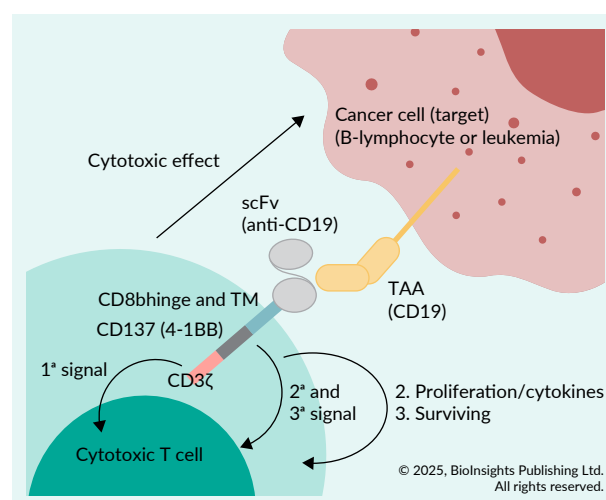 Cancer cell (target)
(B-lymphocyte or leukemia)
Cytotoxic effect
scFv
(anti-CD19)
TAA
(CD19)
CD8bhinge and TM
CD137 (4-1BB)
1ª signal
CD3ζ
2ª and
3ª signal
2. Proliferation/cytokines
3. Surviving
Cytotoxic T cell
© 2025, BioInsights Publishing Ltd.
All rights reserved.